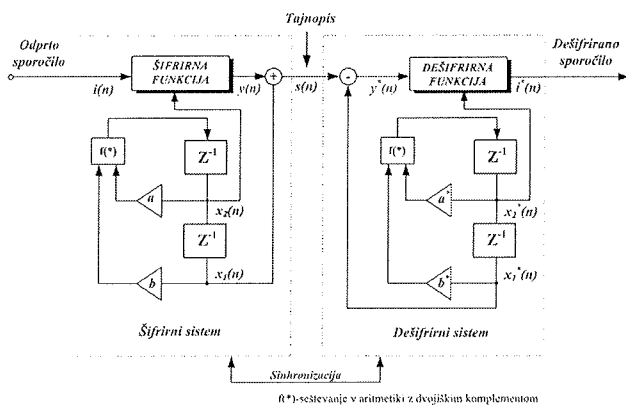 Tajnopis
Odprto
sporočilo
ŠIFRIRNA
FUNKCIJA
DEŠIFRIRNA
FUNKCIJA
Dešifrirano
sporočilo
i(n)
y(n)
+
s(n)
-
y*(n)
i*(n)
f(*)
Z-1
a
x2(n)
Z-1
b
x1(n)
f(*)
Z-1
a*
x2*(n)
Z-1
b*
x1*(n)
Šifrirni sistem
Dešifrirni sistem
Sinhronizacija
f(*)-seštevanje v aritmetiki z dvojiškim komplementom